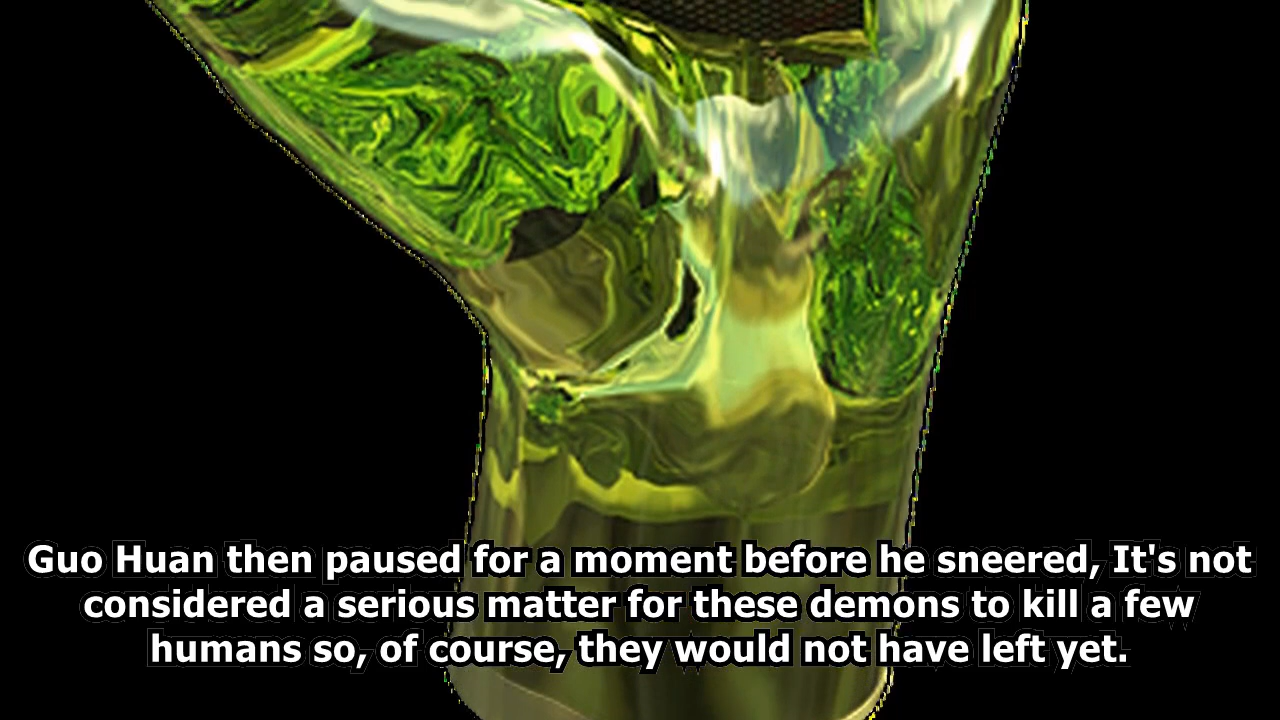 Guo Huan then paused for a moment before he sneered, It's not
considered a serious matter for these demons to kill a few
humans so, of course, they would not have left yet.